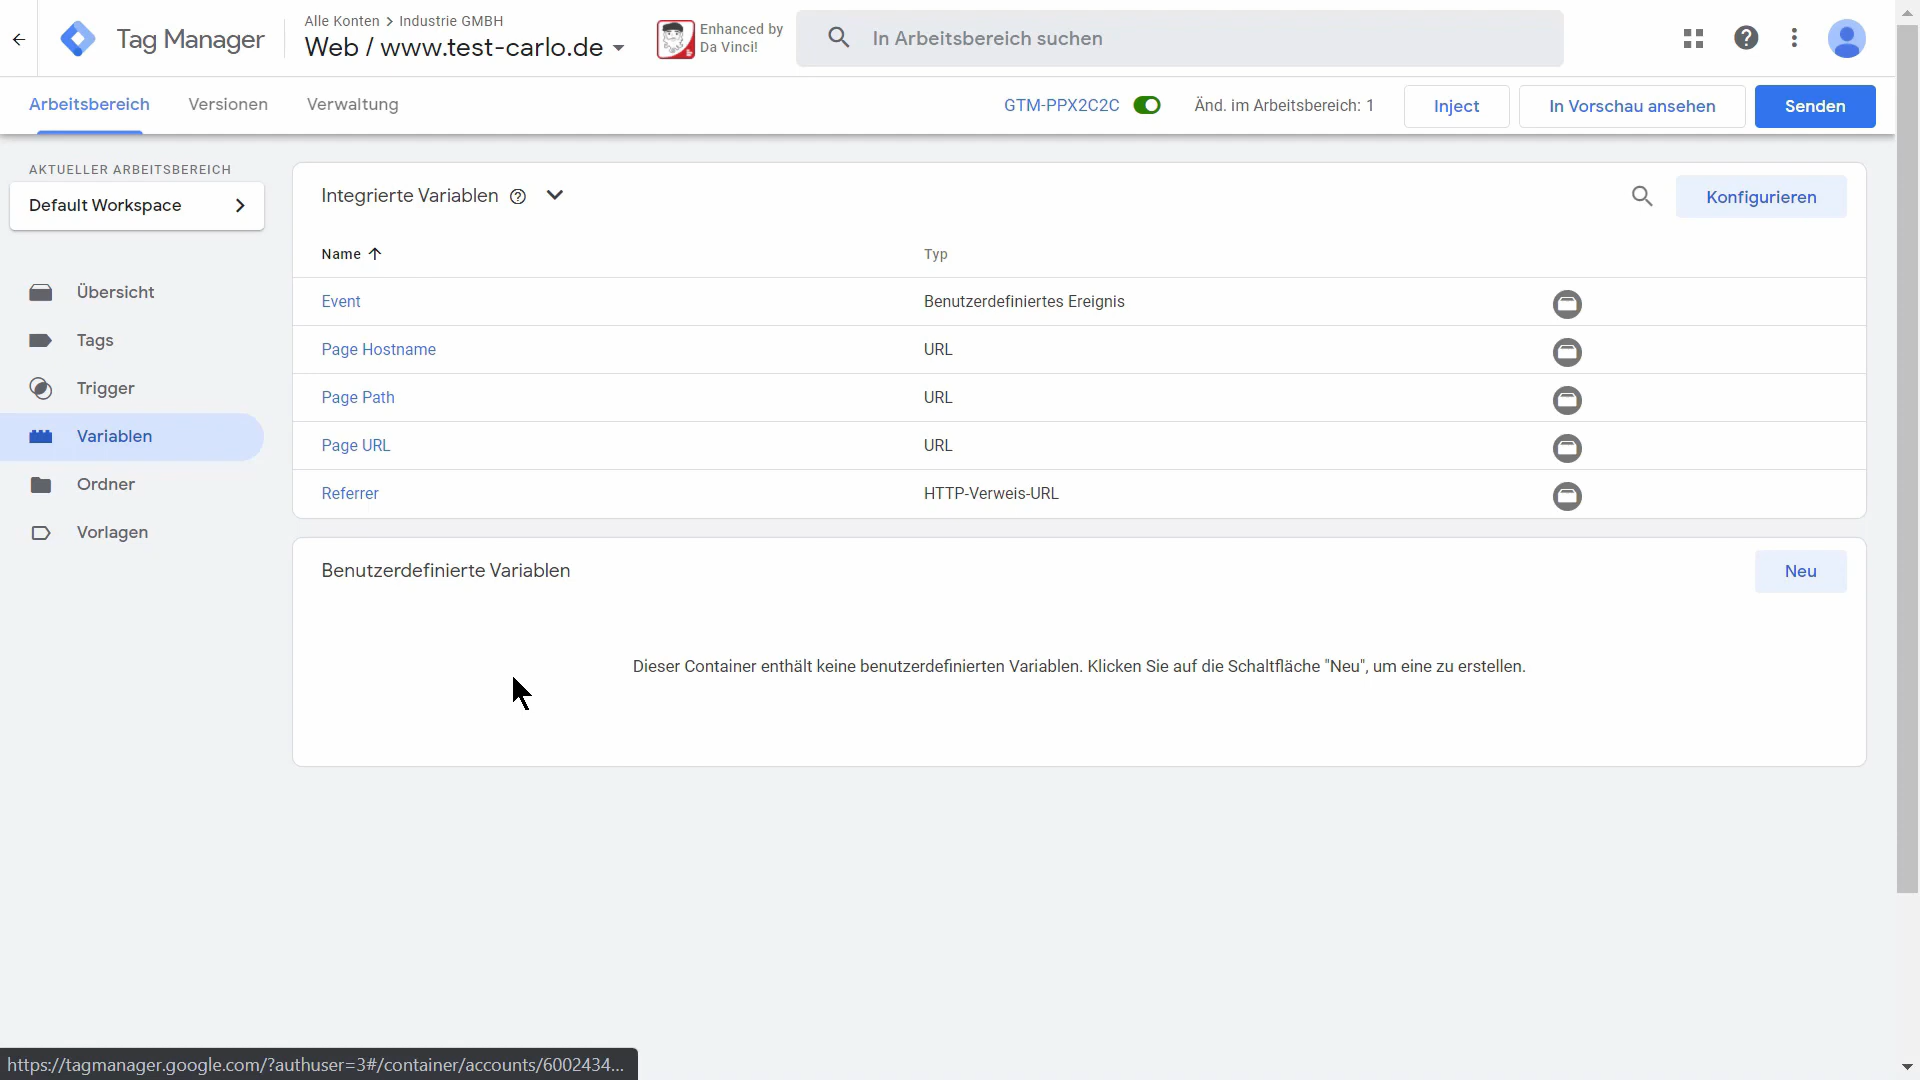 Tag Manager
Alle Konten > Industrie GMBH
Web / www.test-carlo.de
Enhanced by
Da Vinci!
In Arbeitsbereich suchen
Arbeitsbereich
Versionen
Verwaltung
GTM-PPX2C2C
Änd. im Arbeitsbereich: 1
Inject
In Vorschau ansehen
Senden
AKTUELLER ARBEITSBEREICH
Default Workspace
Übersicht
Tags
Trigger
Variablen
Ordner
Vorlagen
Integrierte Variablen
Konfigurieren
Name
Typ
Event
Benutzerdefiniertes Ereignis
Page Hostname
URL
Page Path
URL
Page URL
URL
Referrer
HTTP-Verweis-URL
Benutzerdefinierte Variablen
Neu
Dieser Container enthält keine benutzerdefinierten Variablen. Klicken Sie auf die Schaltfläche "Neu", um eine zu erstellen.
https://tagmanager.google.com/?authuser=3#/container/accounts/6002434...